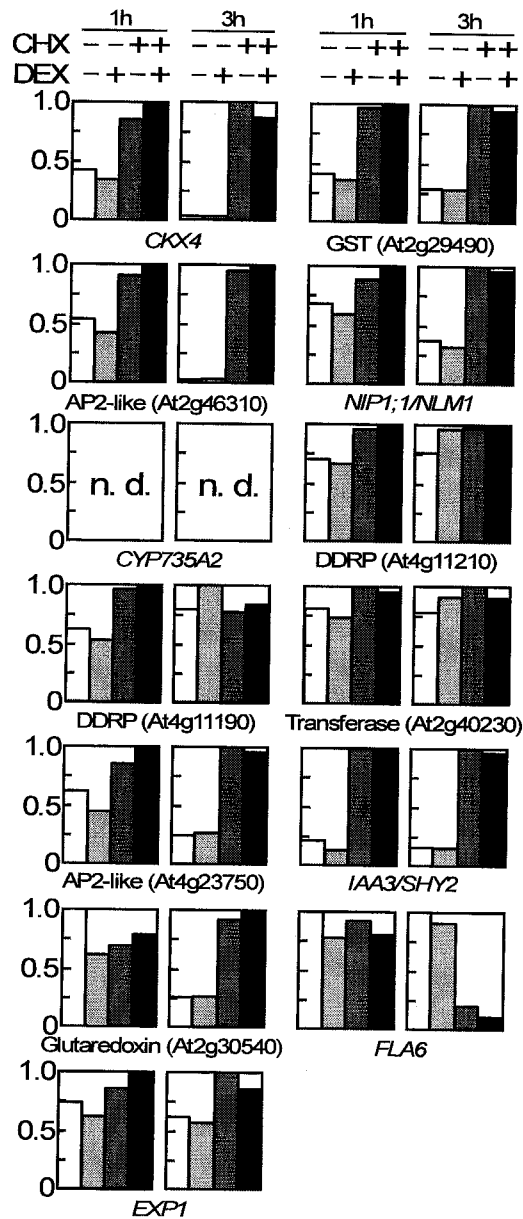 1h 3h 1h 3h
CHX − − + + − − + + − − + + − − + +
DEX − + − + − + − + − + − + − + − +
1.0
0.5
0
CKX4 GST (At2g29490)
1.0
0.5
0
AP2-like (At2g46310) NIP1;1/NLM1
1.0
0.5 n. d. n. d.
0
CYP735A2 DDRP (At4g11210)
1.0
0.5
0
DDRP (At4g11190) Transferase (At2g40230)
1.0
0.5
0
AP2-like (At4g23750) IAA3/SHY2
1.0
0.5
0
Glutaredoxin (At2g30540) FLA6
1.0
0.5
0
EXP1